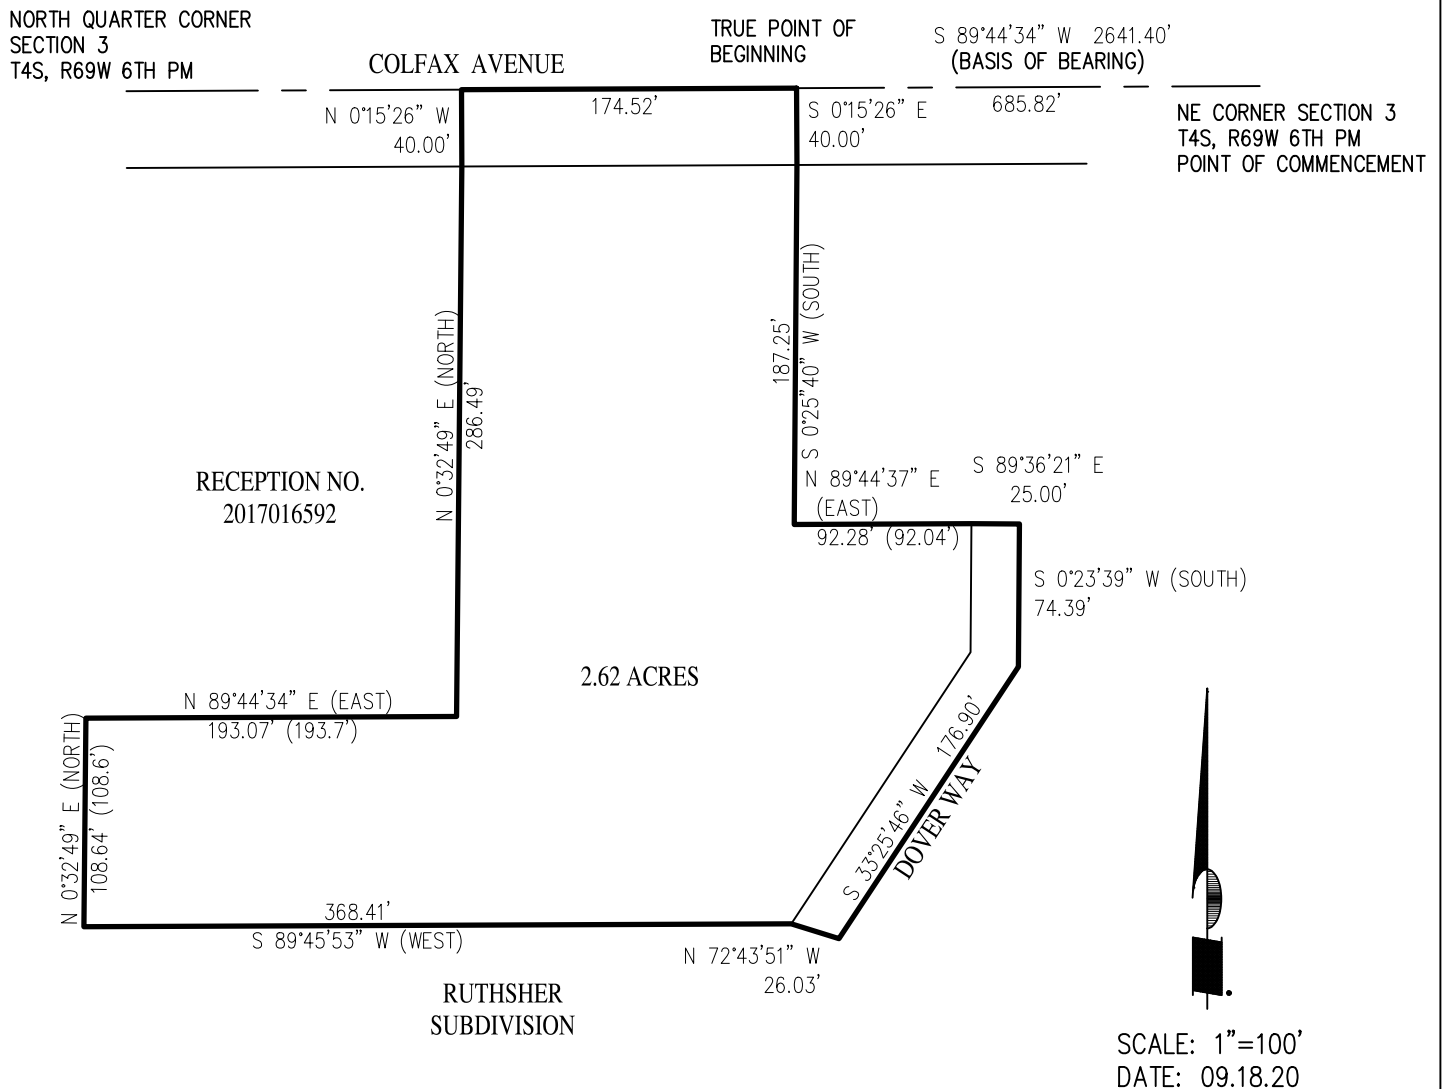 NORTH QUARTER CORNER
SECTION 3
T4S, R69W 6TH PM
COLFAX AVENUE
TRUE POINT OF
BEGINNING
S 89°44'34" W 2641.40'
(BASIS OF BEARING)
N 0°15'26" W
40.00'
174.52'
S 0°15'26" E
40.00'
685.82'
NE CORNER SECTION 3
T4S, R69W 6TH PM
POINT OF COMMENCEMENT
N 0°32'49" E (NORTH)
286.49'
187.25'
S 0°25"40" W (SOUTH)
RECEPTION NO.
2017016592
N 89°44'37" E
(EAST)
92.28' (92.04')
S 89°36'21" E
25.00'
S 0°23'39" W (SOUTH)
74.39'
2.62 ACRES
N 89°44'34" E (EAST)
193.07' (193.7')
N 0°32'49" E (NORTH)
108.64' (108.6')
S 33°25'46" W 176.90'
DOVER WAY
368.41'
S 89°45'53" W (WEST)
N 72°43'51" W
26.03'
RUTHSHER
SUBDIVISION
SCALE: 1"=100'
DATE: 09.18.20